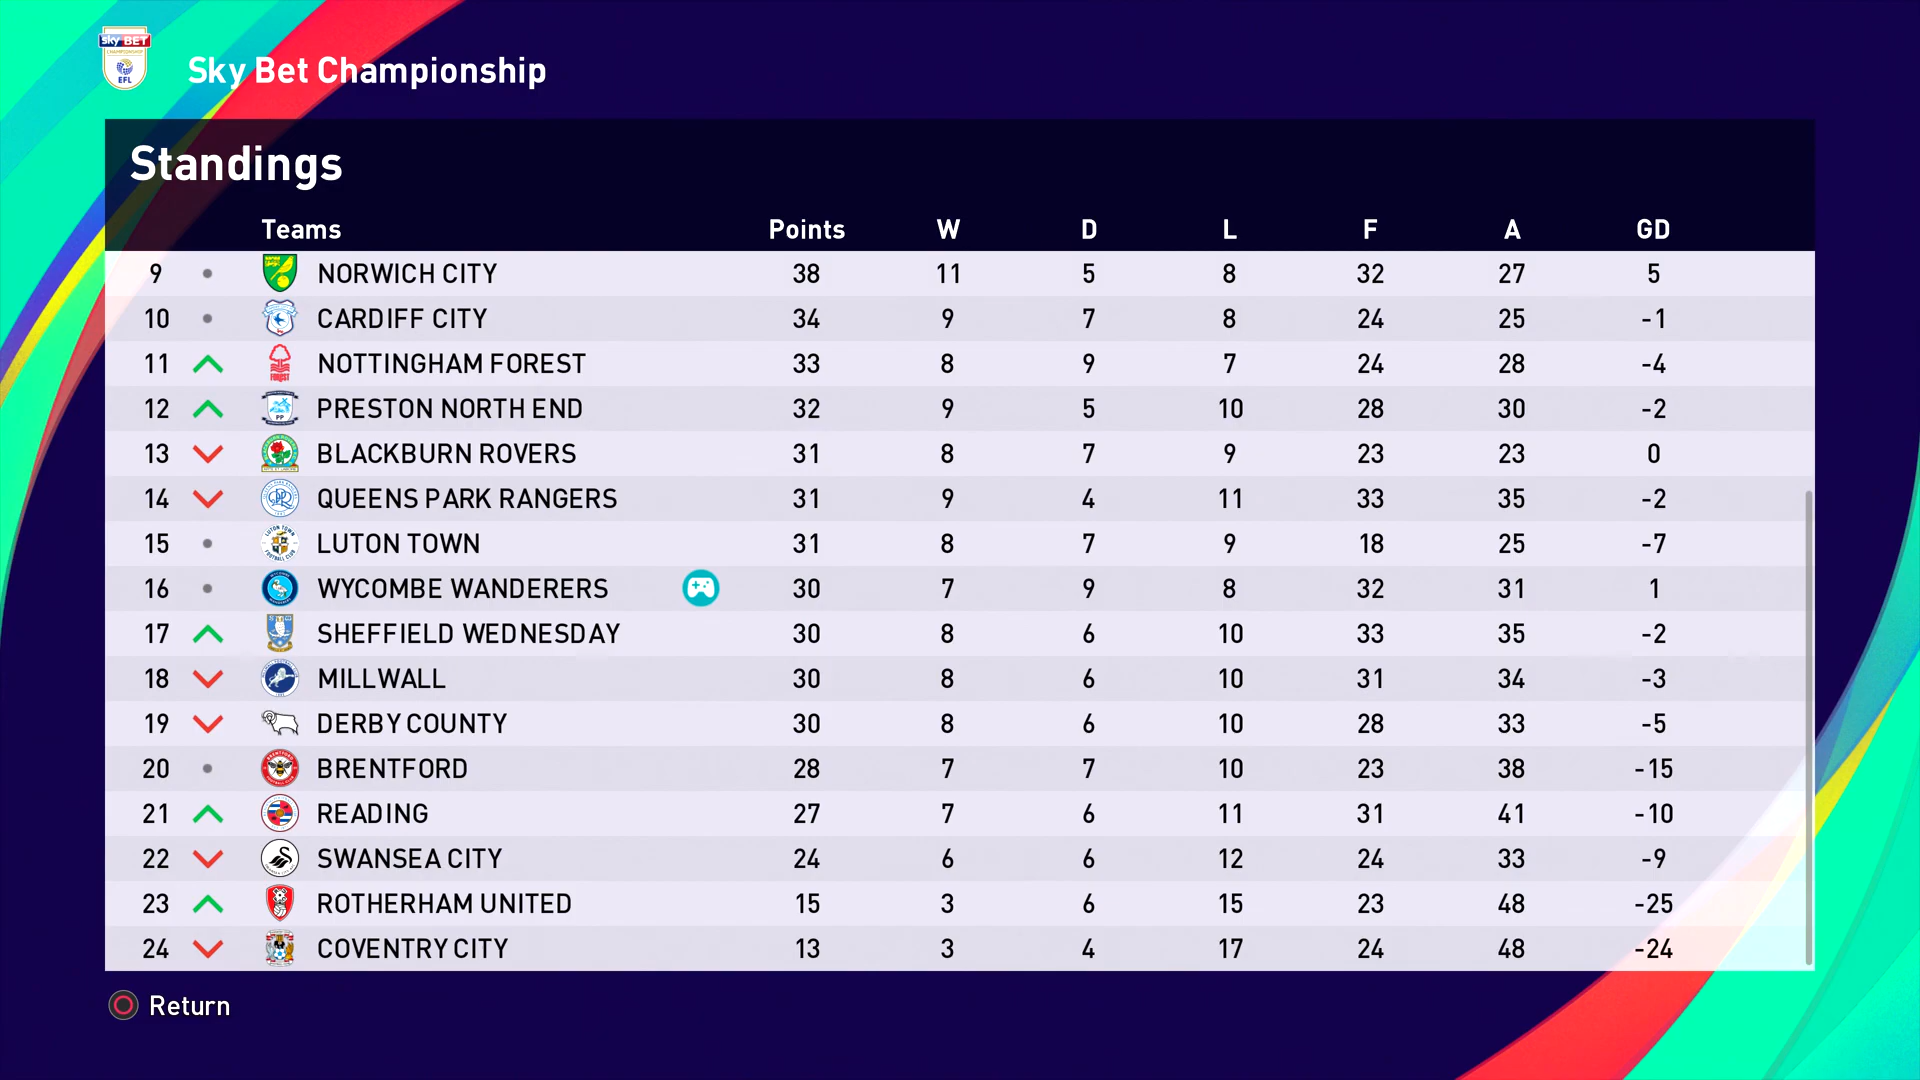 sky BET
CHAMPIONSHIP
EFL
Sky Bet Championship
Standings
Teams Points W D L F A GD
9 NORWICH CITY 38 11 5 8 32 27 5
10 CARDIFF CITY 34 9 7 8 24 25 -1
11 NOTTINGHAM FOREST 33 8 9 7 24 28 -4
12 PRESTON NORTH END 32 9 5 10 28 30 -2
13 BLACKBURN ROVERS 31 8 7 9 23 23 0
14 QUEENS PARK RANGERS 31 9 4 11 33 35 -2
15 LUTON TOWN 31 8 7 9 18 25 -7
16 WYCOMBE WANDERERS 30 7 9 8 32 31 1
17 SHEFFIELD WEDNESDAY 30 8 6 10 33 35 -2
18 MILLWALL 30 8 6 10 31 34 -3
19 DERBY COUNTY 30 8 6 10 28 33 -5
20 BRENTFORD 28 7 7 10 23 38 -15
21 READING 27 7 6 11 31 41 -10
22 SWANSEA CITY 24 6 6 12 24 33 -9
23 ROTHERHAM UNITED 15 3 6 15 23 48 -25
24 COVENTRY CITY 13 3 4 17 24 48 -24
Return